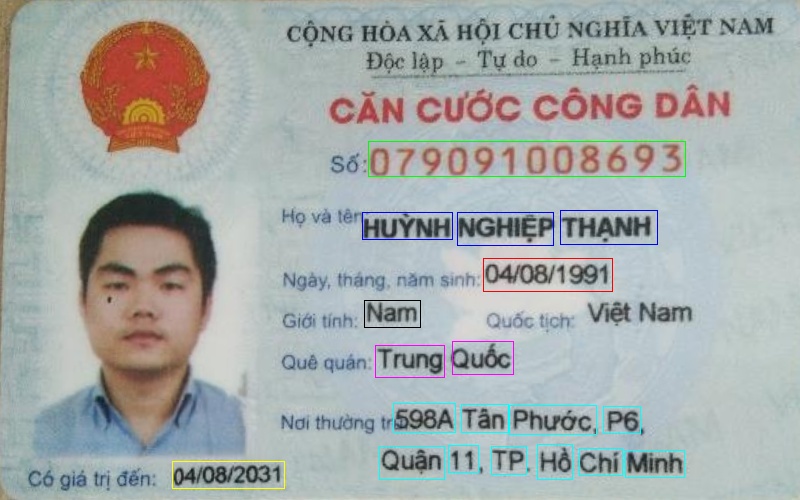 CỘNG HÒA XÃ HỘI CHỦ NGHĨA VIỆT NAM
Độc lập - Tự do - Hạnh phúc
CĂN CƯỚC CÔNG DÂN
Số: 079091008693
Họ và tên: HUỲNH NGHIỆP THẠNH
Ngày, tháng, năm sinh: 04/08/1991
Giới tính: Nam Quốc tịch: Việt Nam
Quê quán: Trung Quốc
Nơi thường trú: 598A Tân Phước, P6,
Quận 11, TP. Hồ Chí Minh
Có giá trị đến: 04/08/2031